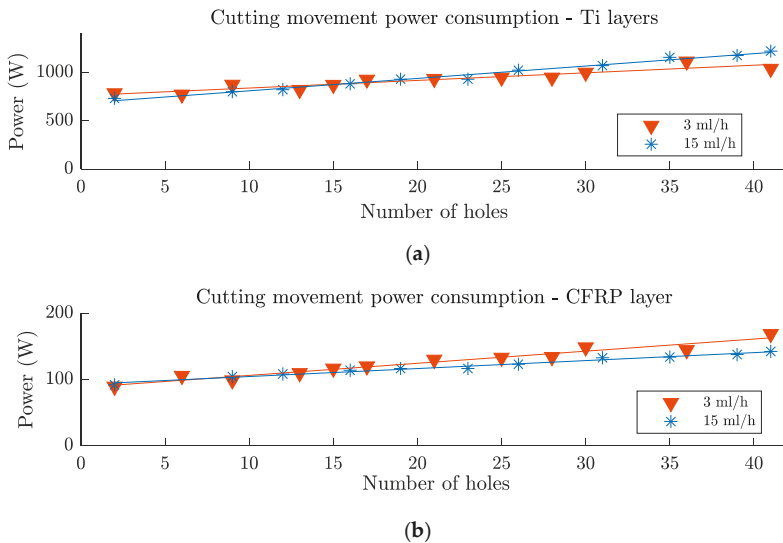 Cutting movement power consumption - Ti layers
Power (W)
1000
500
0
3 ml/h
15 ml/h
0 5 10 15 20 25 30 35 40
Number of holes
(a)
Cutting movement power consumption - CFRP layer
Power (W)
200
100
0
3 ml/h
15 ml/h
0 5 10 15 20 25 30 35 40
Number of holes
(b)